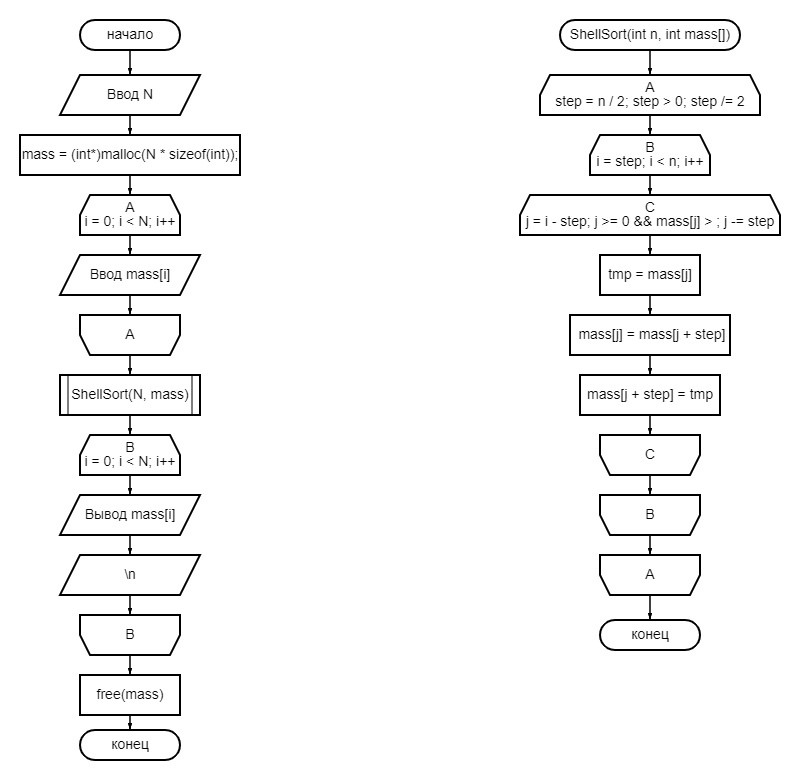 начало
Ввод N
mass = (int*)malloc(N * sizeof(int));
A
i = 0; i < N; i++
Ввод mass[i]
A
ShellSort(N, mass)
B
i = 0; i < N; i++
Вывод mass[i]
\n
B
free(mass)
конец
ShellSort(int n, int mass[])
A
step = n / 2; step > 0; step /= 2
B
i = step; i < n; i++
C
j = i - step; j >= 0 && mass[j] > ; j -= step
tmp = mass[j]
mass[j] = mass[j + step]
mass[j + step] = tmp
C
B
A
конец